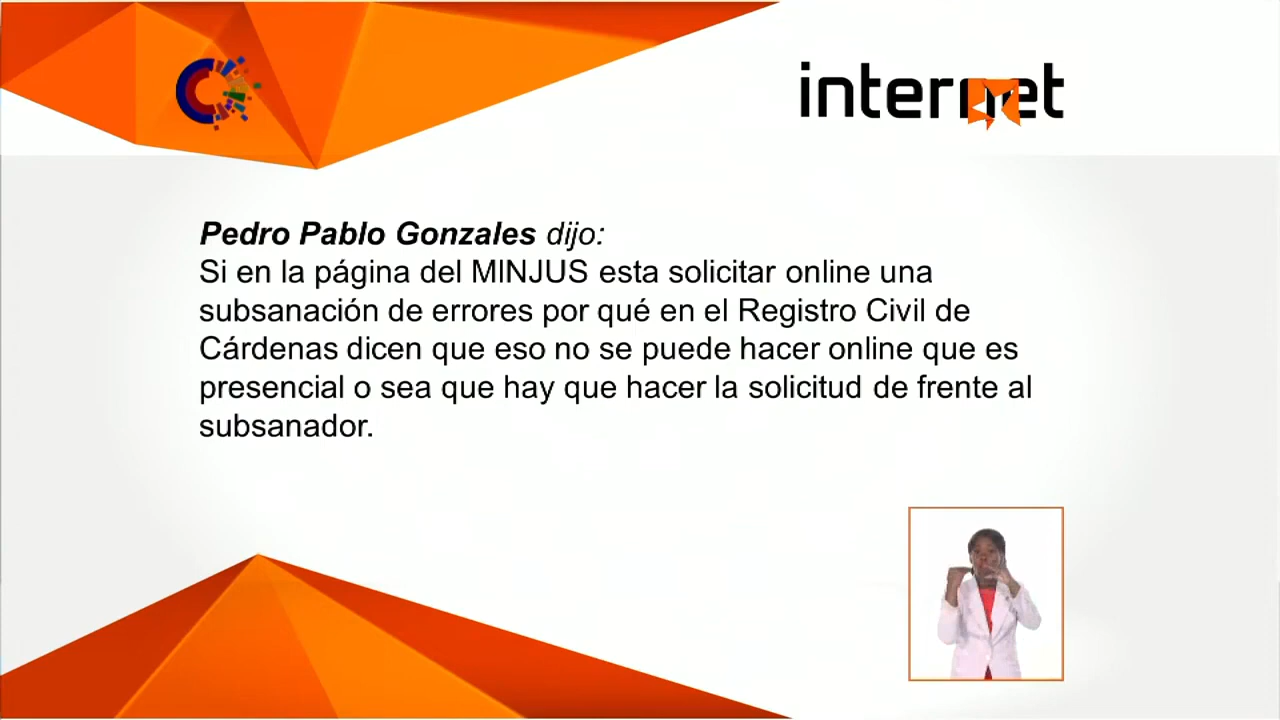 internet
Pedro Pablo Gonzales dijo:
Si en la página del MINJUS esta solicitar online una
subsanación de errores por qué en el Registro Civil de
Cárdenas dicen que eso no se puede hacer online que es
presencial o sea que hay que hacer la solicitud de frente al
subsanador.